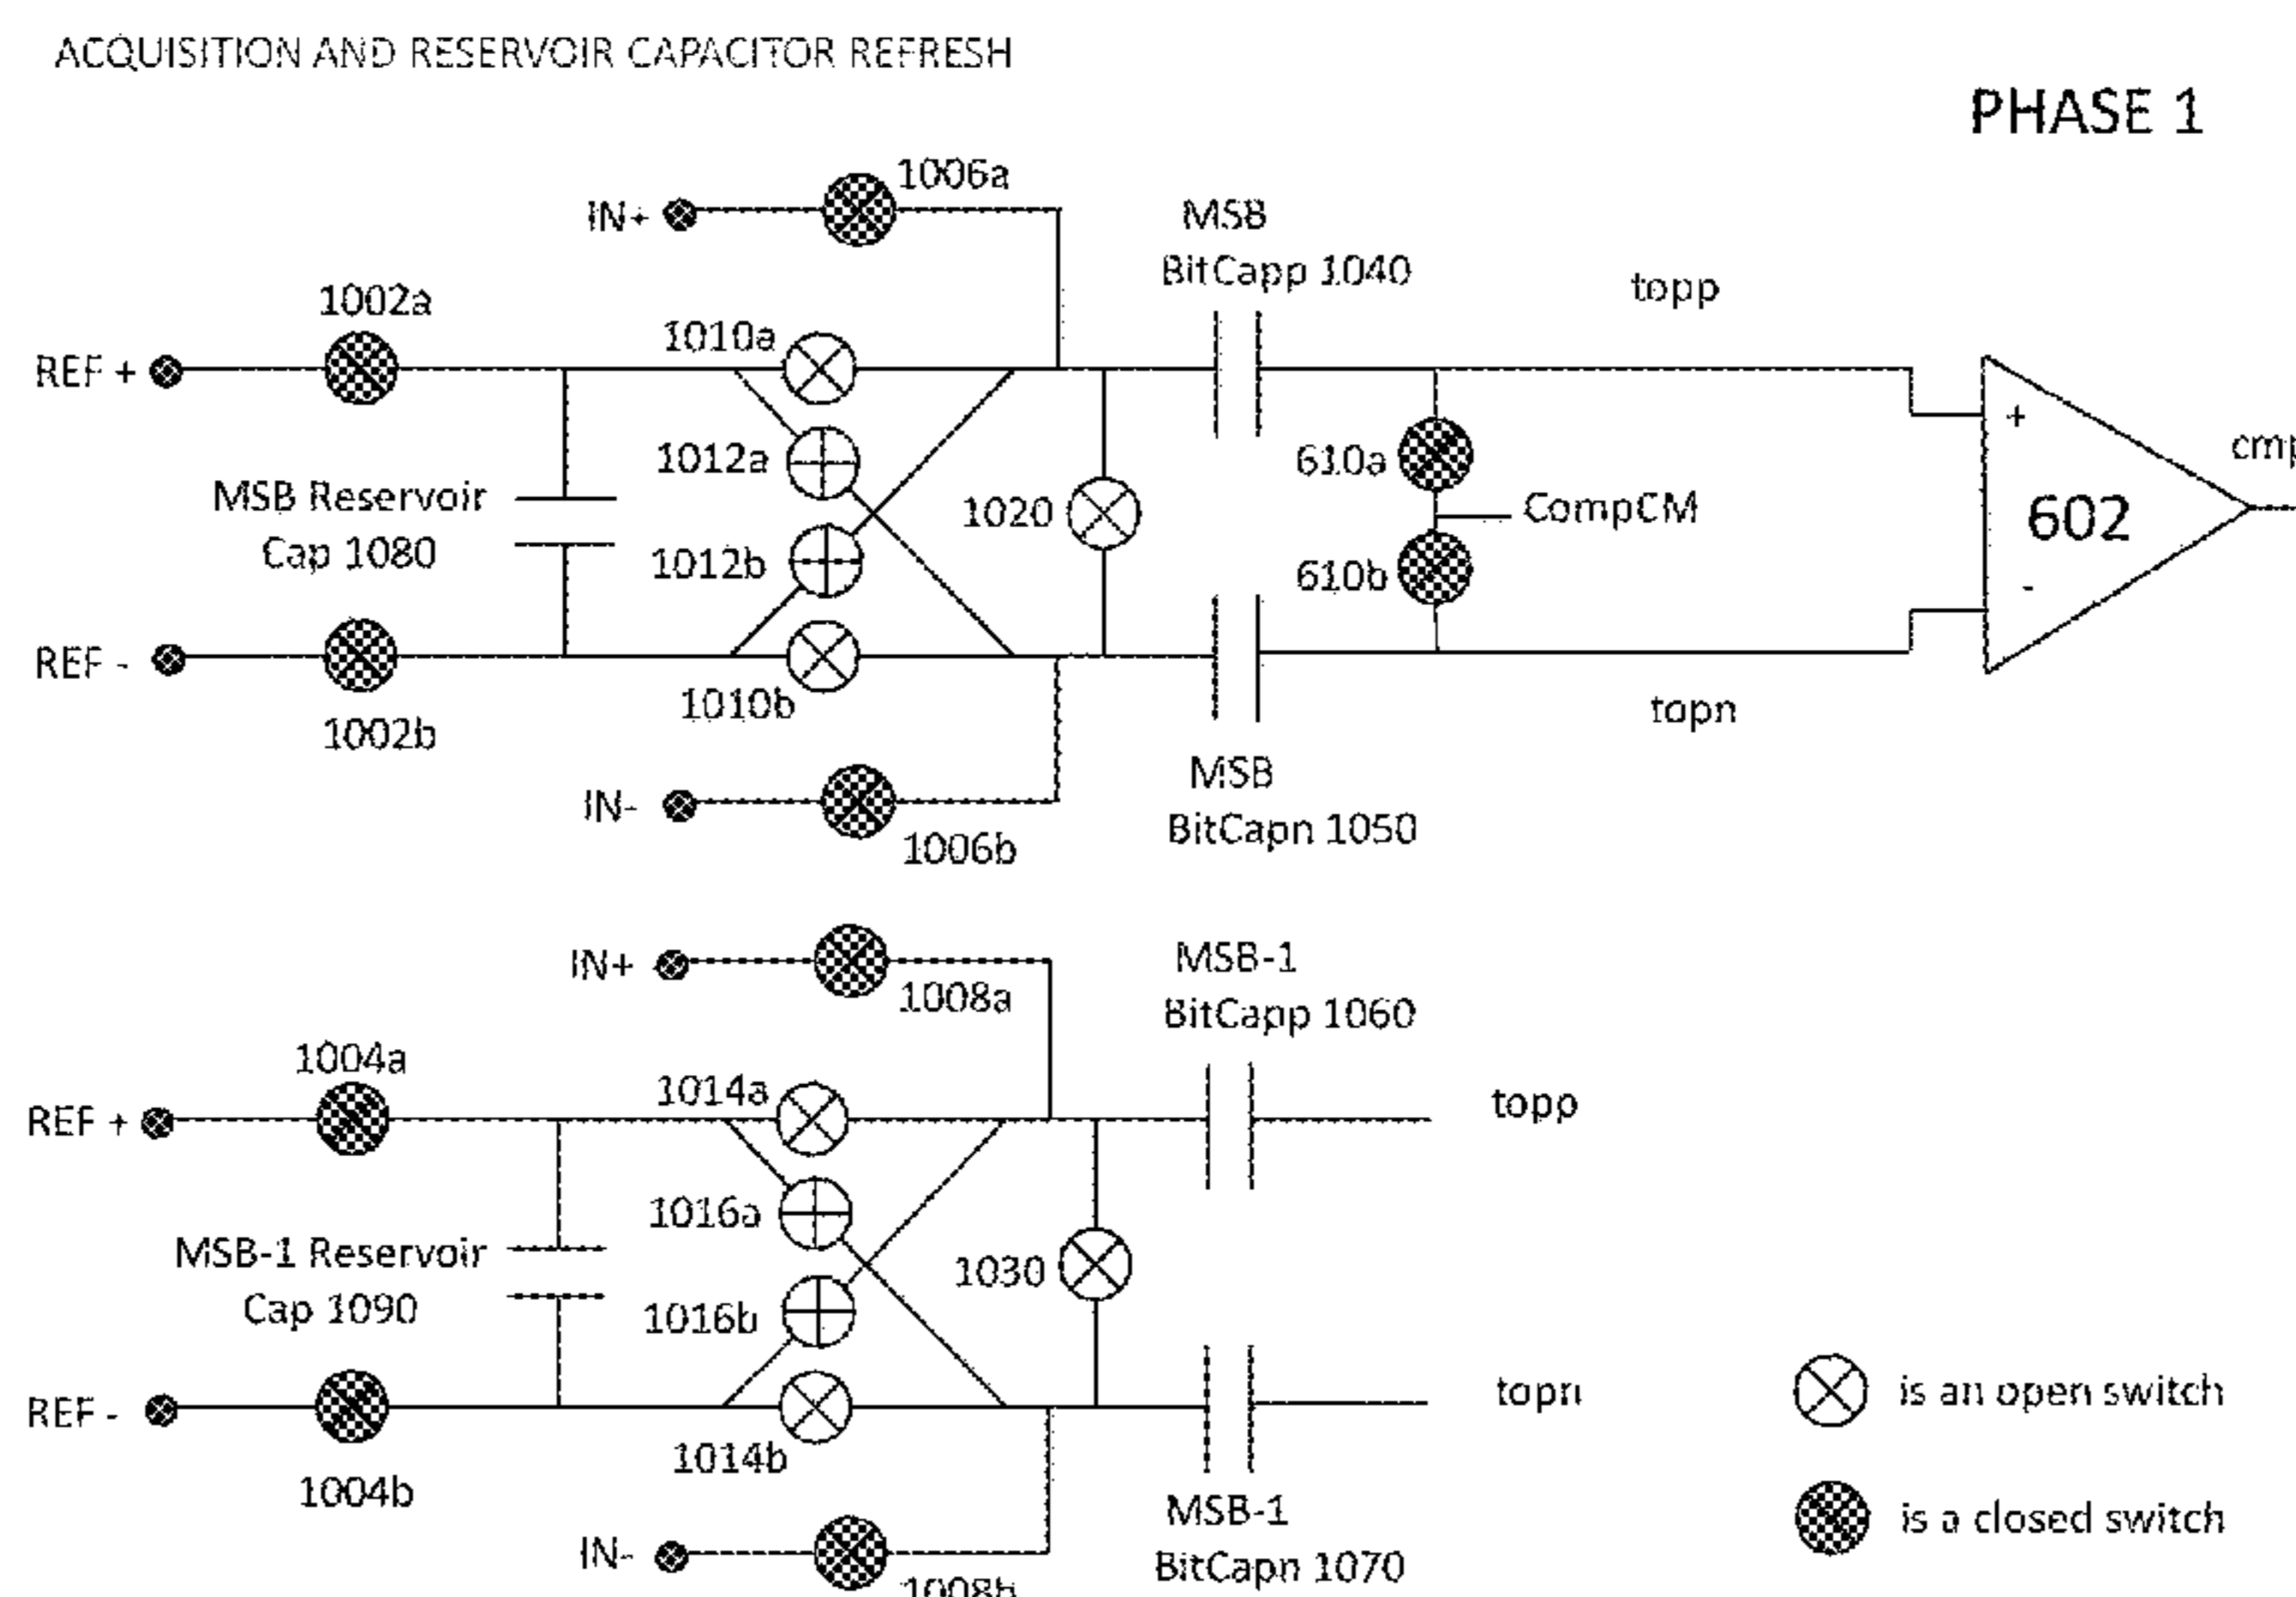 ACQUISITION AND RESERVOIR CAPACITOR REFRESH
PHASE 1
1006a
IN+
MSB
BitCapp 1040
topp
1002a
1010a
REF +
+
1012a
610a
cmp
MSB Reservoir
Cap 1080
1020
CompCM
602
1012b
610b
-
REF -
1010b
topn
1002b
MSB
BitCapn 1050
IN-
1006b
IN+
1008a
MSB-1
BitCapp 1060
1004a
1014a
topp
REF +
1016a
MSB-1 Reservoir
Cap 1090
1030
1016b
REF -
topn
is an open switch
1014b
1004b
MSB-1
BitCapn 1070
is a closed switch
IN-
1008b